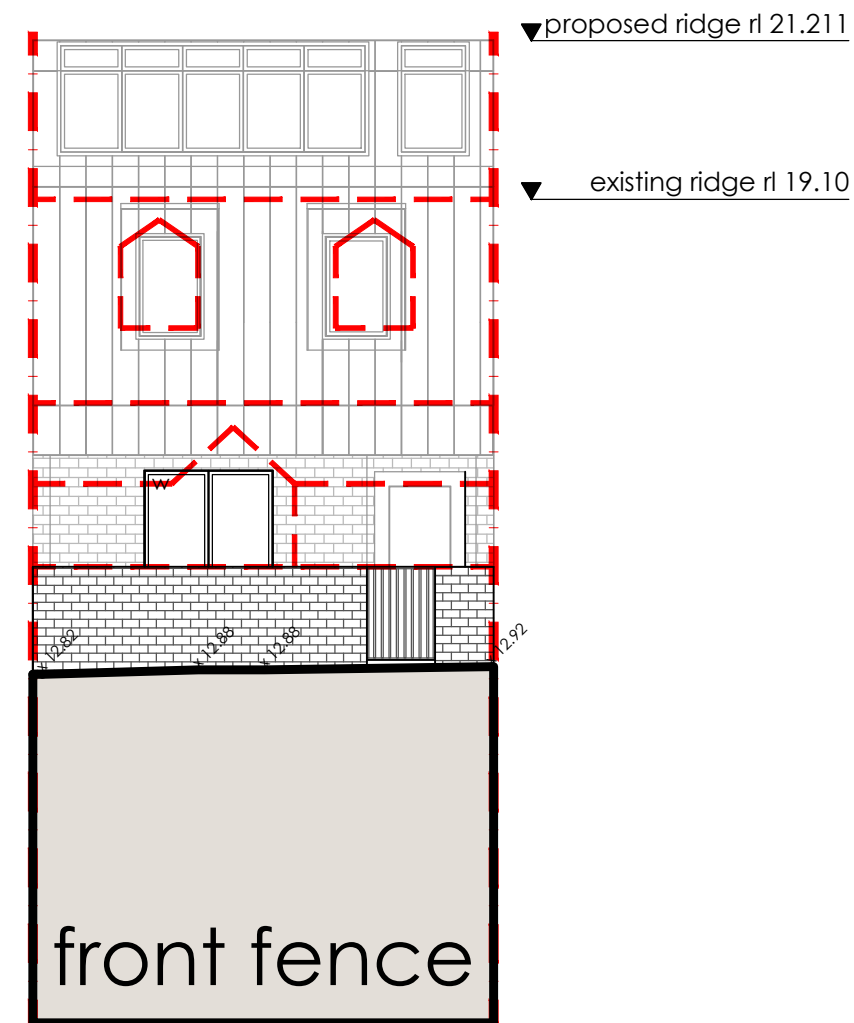 proposed ridge rl 21.211
existing ridge rl 19.10
W
x 12.82
x 12.88
x 12.88
x 12.92
front fence